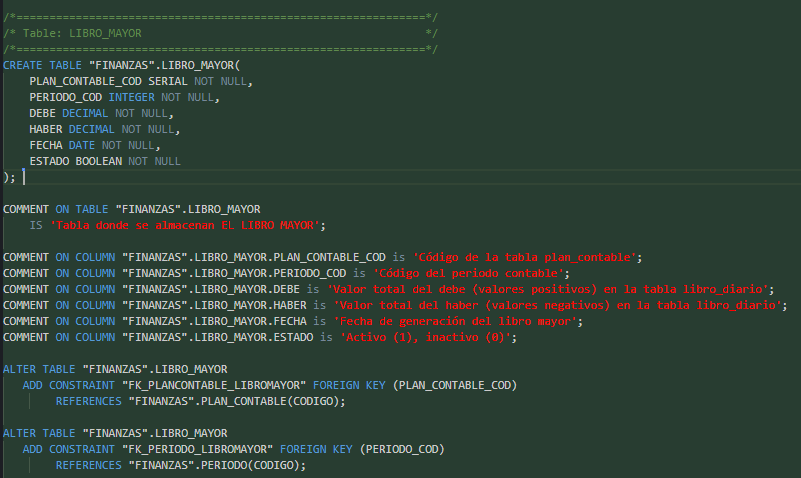 /*==============================================================*/
/* Table: LIBRO_MAYOR                                           */
/*==============================================================*/
CREATE TABLE "FINANZAS".LIBRO_MAYOR(
    PLAN_CONTABLE_COD SERIAL NOT NULL,
    PERIODO_COD INTEGER NOT NULL,
    DEBE DECIMAL NOT NULL,
    HABER DECIMAL NOT NULL,
    FECHA DATE NOT NULL,
    ESTADO BOOLEAN NOT NULL
);
COMMENT ON TABLE "FINANZAS".LIBRO_MAYOR
    IS 'Tabla donde se almacenan EL LIBRO MAYOR';
COMMENT ON COLUMN "FINANZAS".LIBRO_MAYOR.PLAN_CONTABLE_COD is 'Código de la tabla plan_contable';
COMMENT ON COLUMN "FINANZAS".LIBRO_MAYOR.PERIODO_COD is 'Código del periodo contable';
COMMENT ON COLUMN "FINANZAS".LIBRO_MAYOR.DEBE is 'Valor total del debe (valores positivos) en la tabla libro_diario';
COMMENT ON COLUMN "FINANZAS".LIBRO_MAYOR.HABER is 'Valor total del haber (valores negativos) en la tabla libro_diario';
COMMENT ON COLUMN "FINANZAS".LIBRO_MAYOR.FECHA is 'Fecha de generación del libro mayor';
COMMENT ON COLUMN "FINANZAS".LIBRO_MAYOR.ESTADO is 'Activo (1), inactivo (0)';
ALTER TABLE "FINANZAS".LIBRO_MAYOR
   ADD CONSTRAINT "FK_PLANCONTABLE_LIBROMAYOR" FOREIGN KEY (PLAN_CONTABLE_COD)
        REFERENCES "FINANZAS".PLAN_CONTABLE(CODIGO);
ALTER TABLE "FINANZAS".LIBRO_MAYOR
   ADD CONSTRAINT "FK_PERIODO_LIBROMAYOR" FOREIGN KEY (PERIODO_COD)
        REFERENCES "FINANZAS".PERIODO(CODIGO);